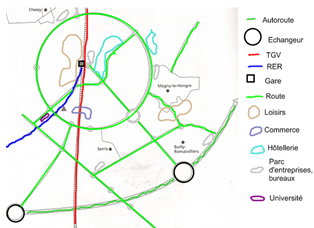 Chessy
Autoroute
Echangeur
TGV
RER
Gare
Route
Magny-le-Hongre
Loisirs
Commerce
Serris
Bailly-
Romainvilliers
Hôtellerie
Parc
d'entreprises,
bureaux
Université